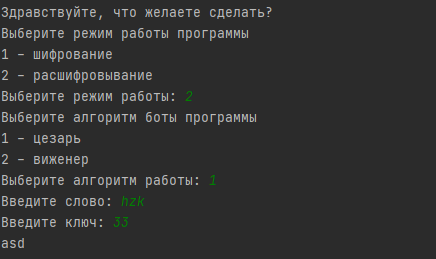 Здравствуйте, что желаете сделать?
Выберите режим работы программы
1 - шифрование
2 - расшифровывание
Выберите режим работы: 2
Выберите алгоритм боты программы
1 - цезарь
2 - виженер
Выберите алгоритм работы: 1
Введите слово: hzk
Введите ключ: 33
asd